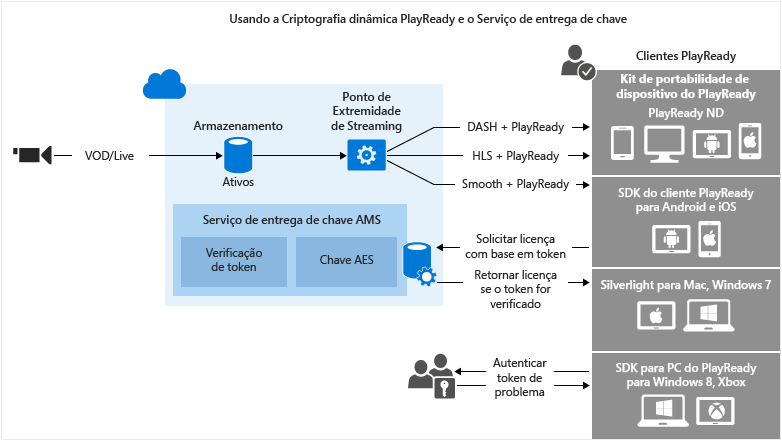 Usando a Criptografia dinâmica PlayReady e o Serviço de entrega de chave
Clientes PlayReady
Kit de portabilidade de
dispositivo do PlayReady
PlayReady ND
Ponto de
Extremidade
de Streaming
Armazenamento
Ativos
VOD/Live
DASH + PlayReady
HLS + PlayReady
Smooth + PlayReady
SDK do cliente PlayReady
para Android e iOS
Serviço de entrega de chave AMS
Verificação
de token
Chave AES
Solicitar licença
com base em token
Retornar licença
se o token for
verificado
Silverlight para Mac, Windows 7
Autenticar
token de
problema
SDK para PC do PlayReady
para Windows 8, Xbox